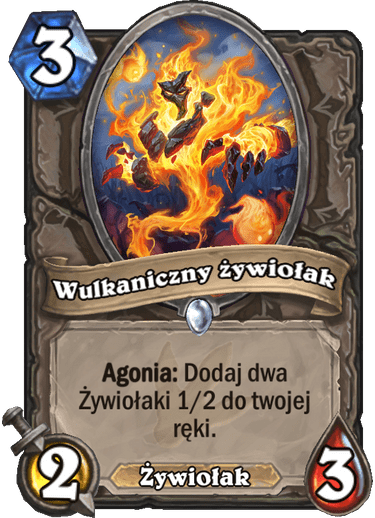 3
Wulkaniczny żywiołak
Agonia: Dodaj dwa
Żywiołaki 1/2 do twojej
ręki.
2
Żywiołak
3